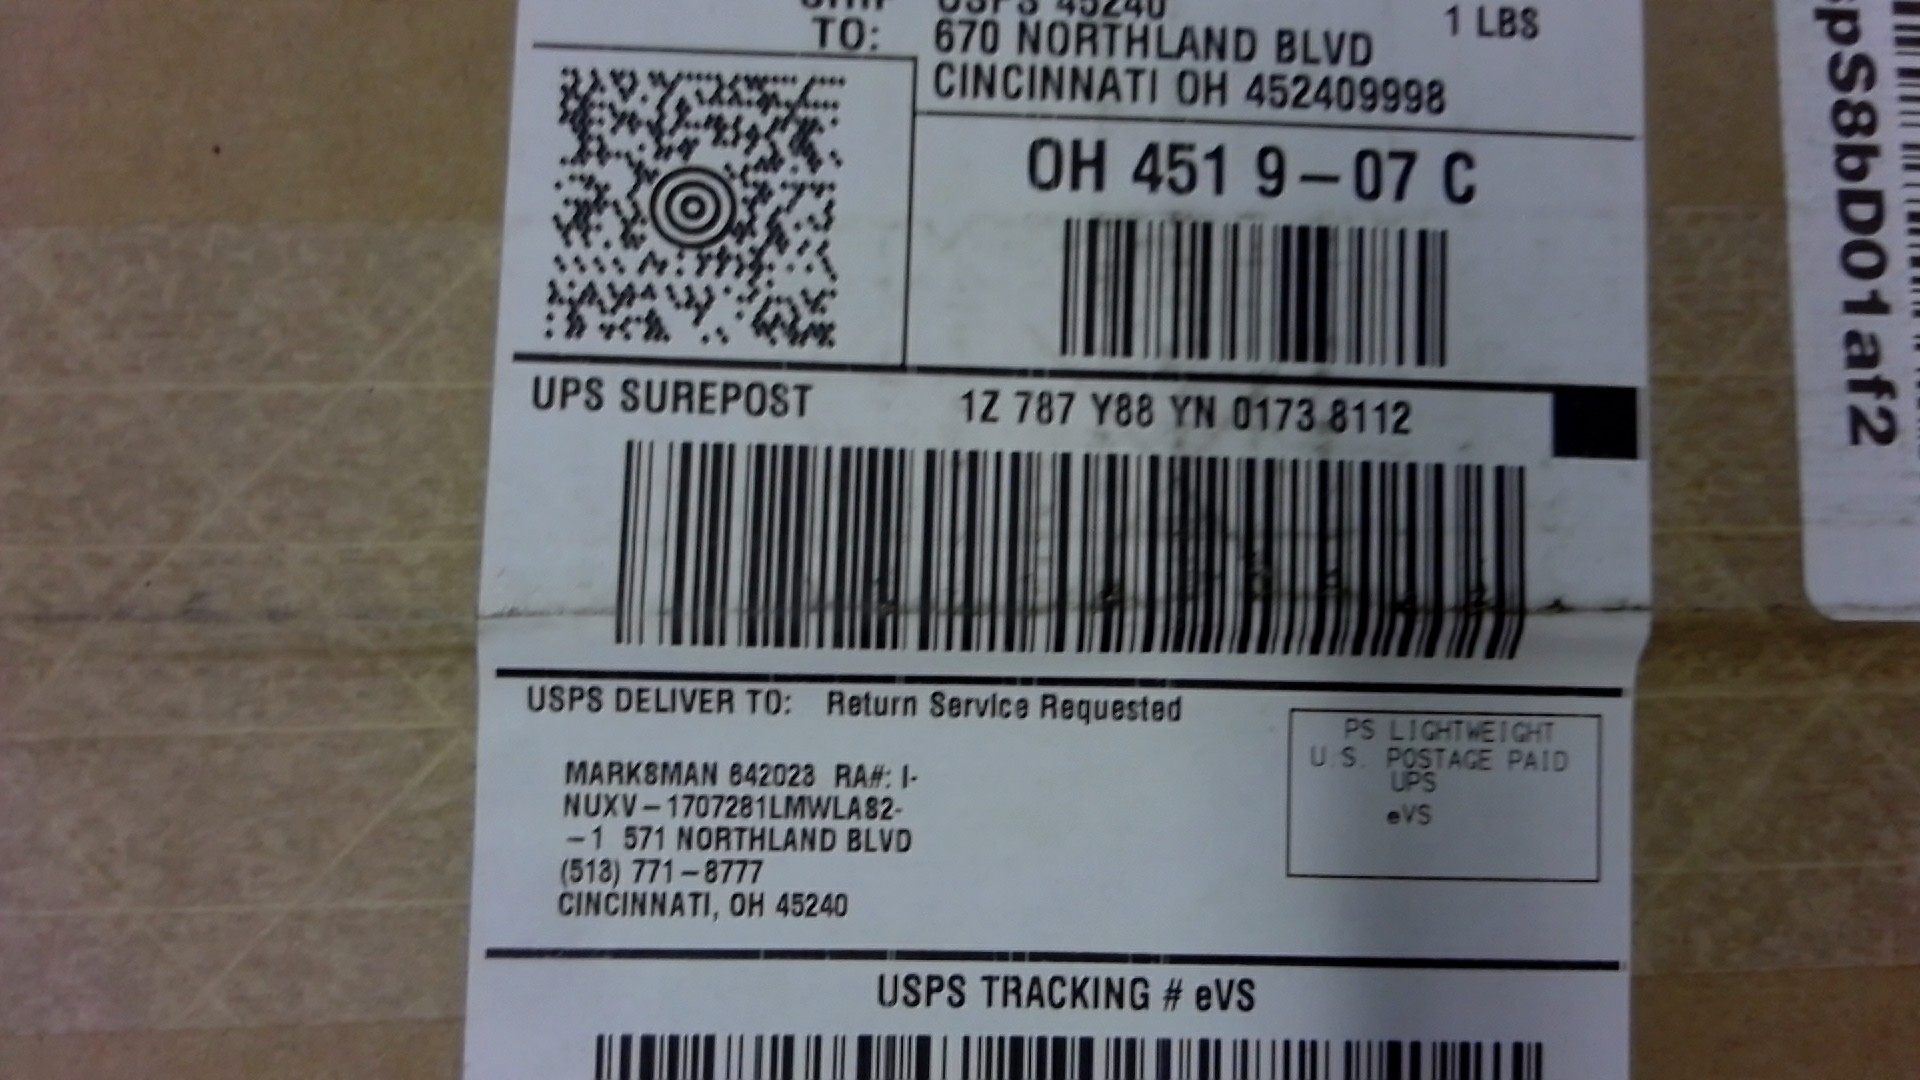 TO:
USPS 45240
1 LBS
670 NORTHLAND BLVD
CINCINNATI OH 452409998
OH 451 9-07 C
UPS SUREPOST
1Z 787 Y88 YN 0173 8112
USPS DELIVER TO: Return Service Requested
MARKSMAN 642023 RA#: I-
NUXV-1707281LMWLA82-
-1 571 NORTHLAND BLVD
(513) 771-8777
CINCINNATI, OH 45240
PS LIGHTWEIGHT
U.S. POSTAGE PAID
UPS
eVS
USPS TRACKING # eVS
pS8bD01af2